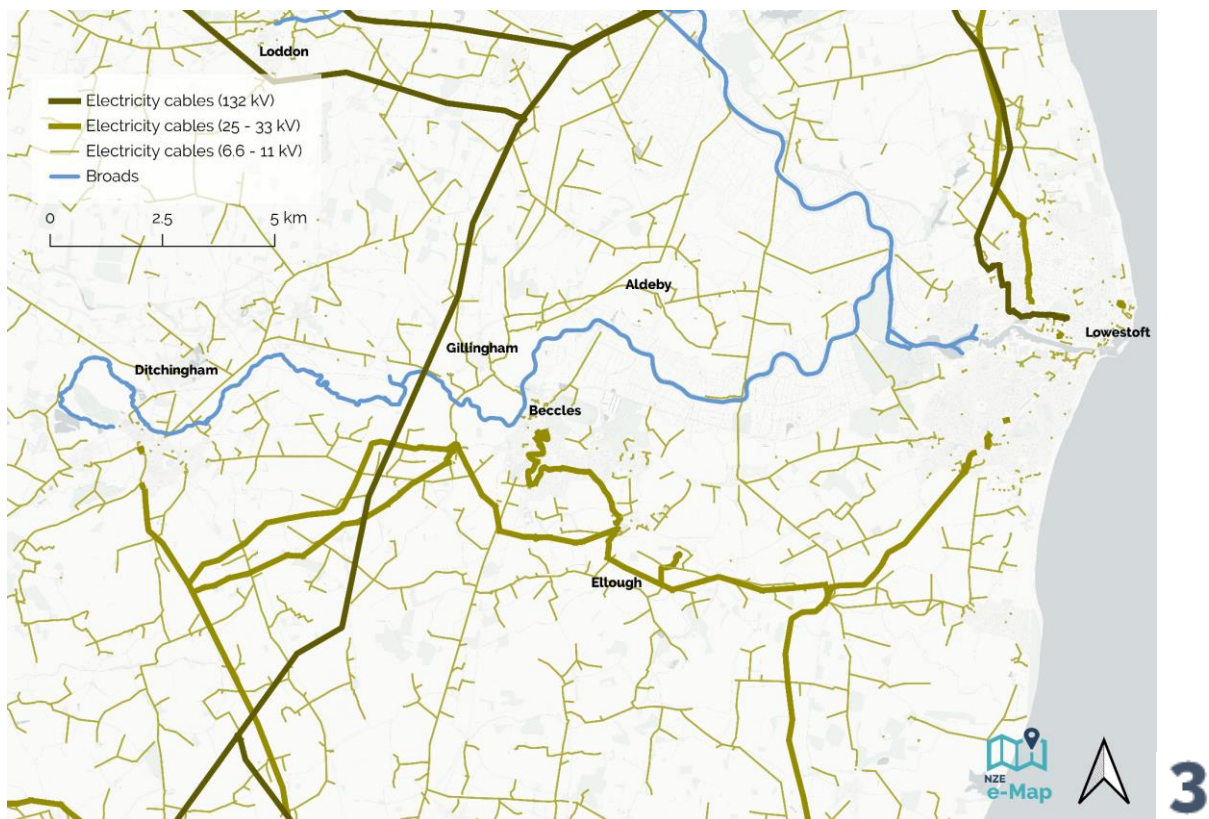 Loddon
Electricity cables (132 kV)
Electricity cables (25 - 33 kV)
Electricity cables (6.6 - 11 kV)
Broads
0 2.5 5 km
Aldeby
Lowestoft
Gillingham
Ditchingham
Beccles
Ellough
NZE
e-Map
3